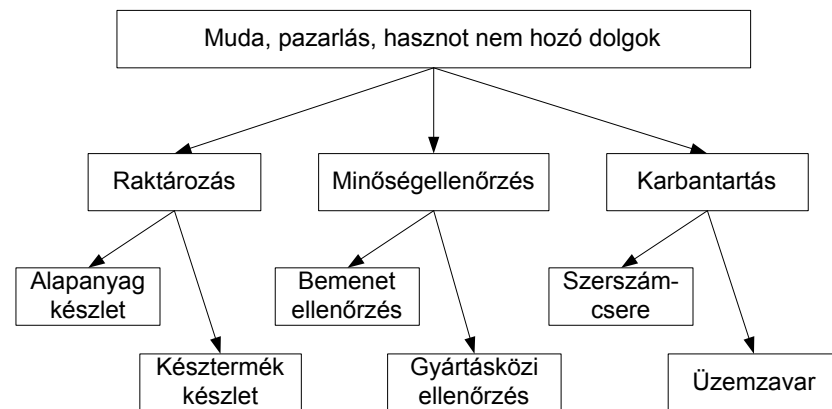 Muda, pazarlás, hasznot nem hozó dolgok
Raktározás
Minőségellenőrzés
Karbantartás
Alapanyag
készlet
Bemenet
ellenőrzés
Szerszám-
csere
Késztermék
készlet
Gyártásközi
ellenőrzés
Üzemzavar